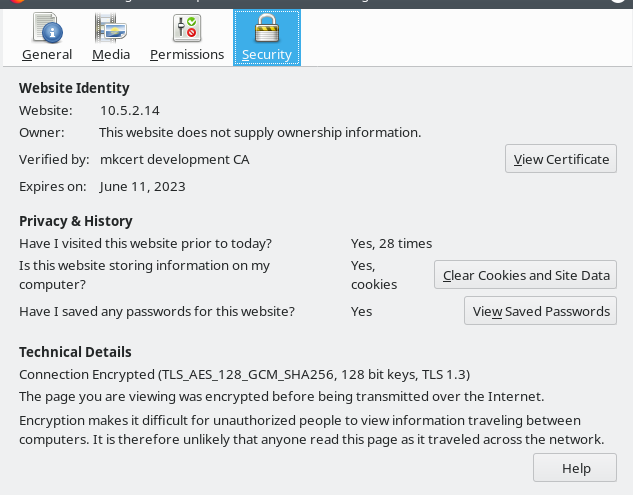 General Media Permissions Security
Website Identity
Website: 10.5.2.14
Owner: This website does not supply ownership information.
Verified by: mkcert development CA View Certificate
Expires on: June 11, 2023
Privacy & History
Have I visited this website prior to today? Yes, 28 times
Is this website storing information on my computer? Yes, cookies Clear Cookies and Site Data
Have I saved any passwords for this website? Yes View Saved Passwords
Technical Details
Connection Encrypted (TLS_AES_128_GCM_SHA256, 128 bit keys, TLS 1.3)
The page you are viewing was encrypted before being transmitted over the Internet.
Encryption makes it difficult for unauthorized people to view information traveling between
computers. It is therefore unlikely that anyone read this page as it traveled across the network.
Help